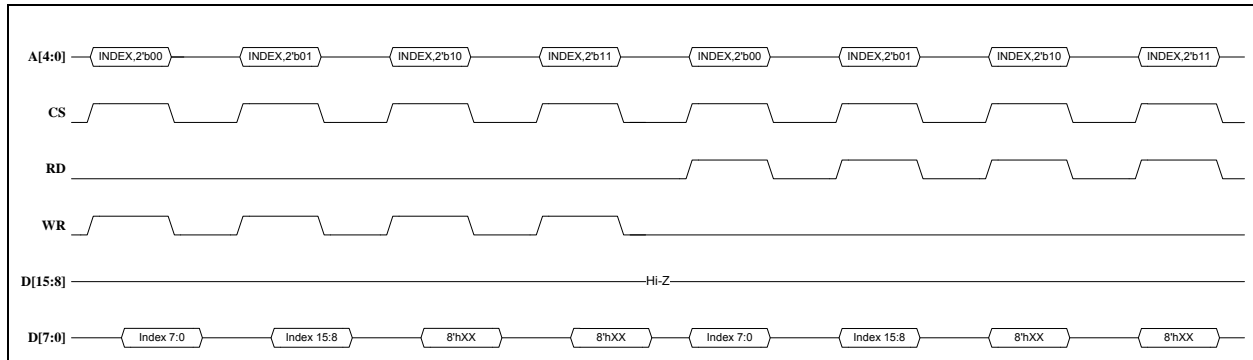 A[4:0] INDEX,2'b00 INDEX,2'b01 INDEX,2'b10 INDEX,2'b11 INDEX,2'b00 INDEX,2'b01 INDEX,2'b10 INDEX,2'b11
CS
RD
WR
D[15:8] Hi-Z
D[7:0] Index 7:0 Index 15:8 8'hXX 8'hXX Index 7:0 Index 15:8 8'hXX 8'hXX